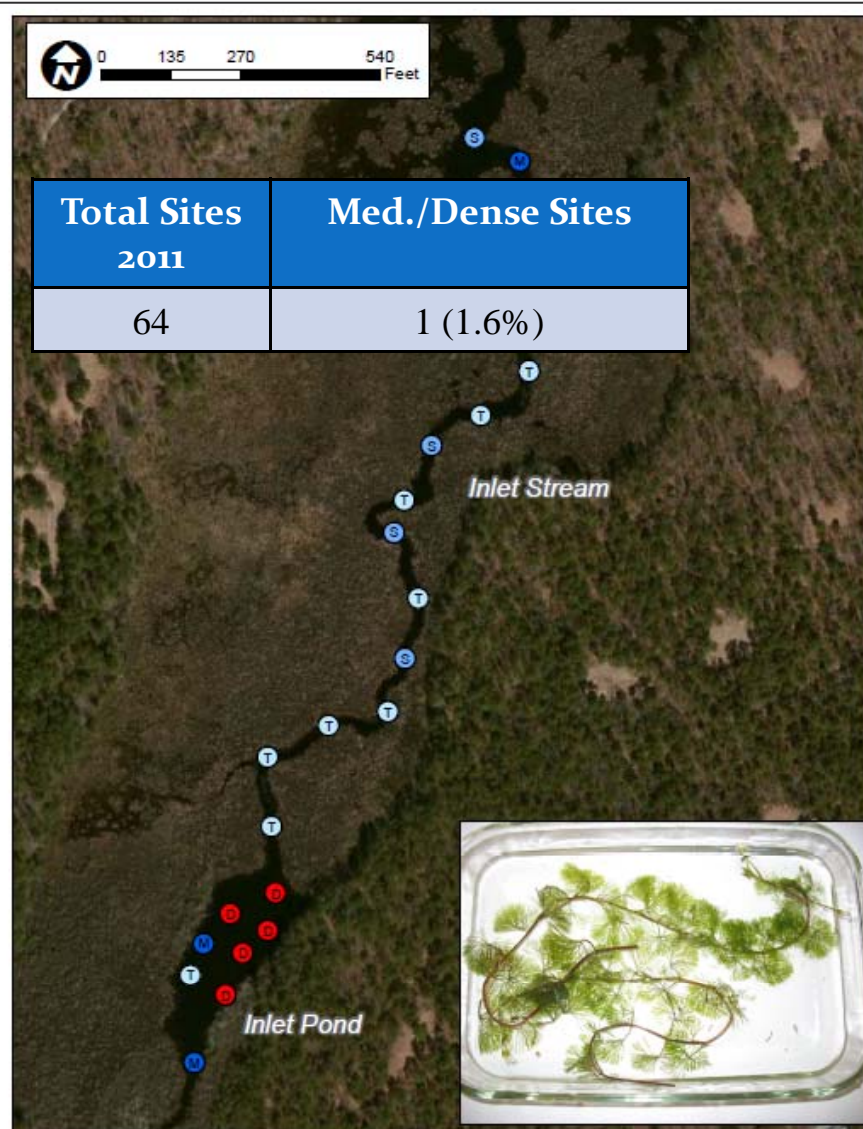 N
0 135 270 540
Feet
S
M
Total Sites 2011 Med./Dense Sites
64 1 (1.6%)
T
T
S
T
Inlet Stream
S
T
S
T
T
T
T
D
D
D
M
D
T
D
Inlet Pond
M